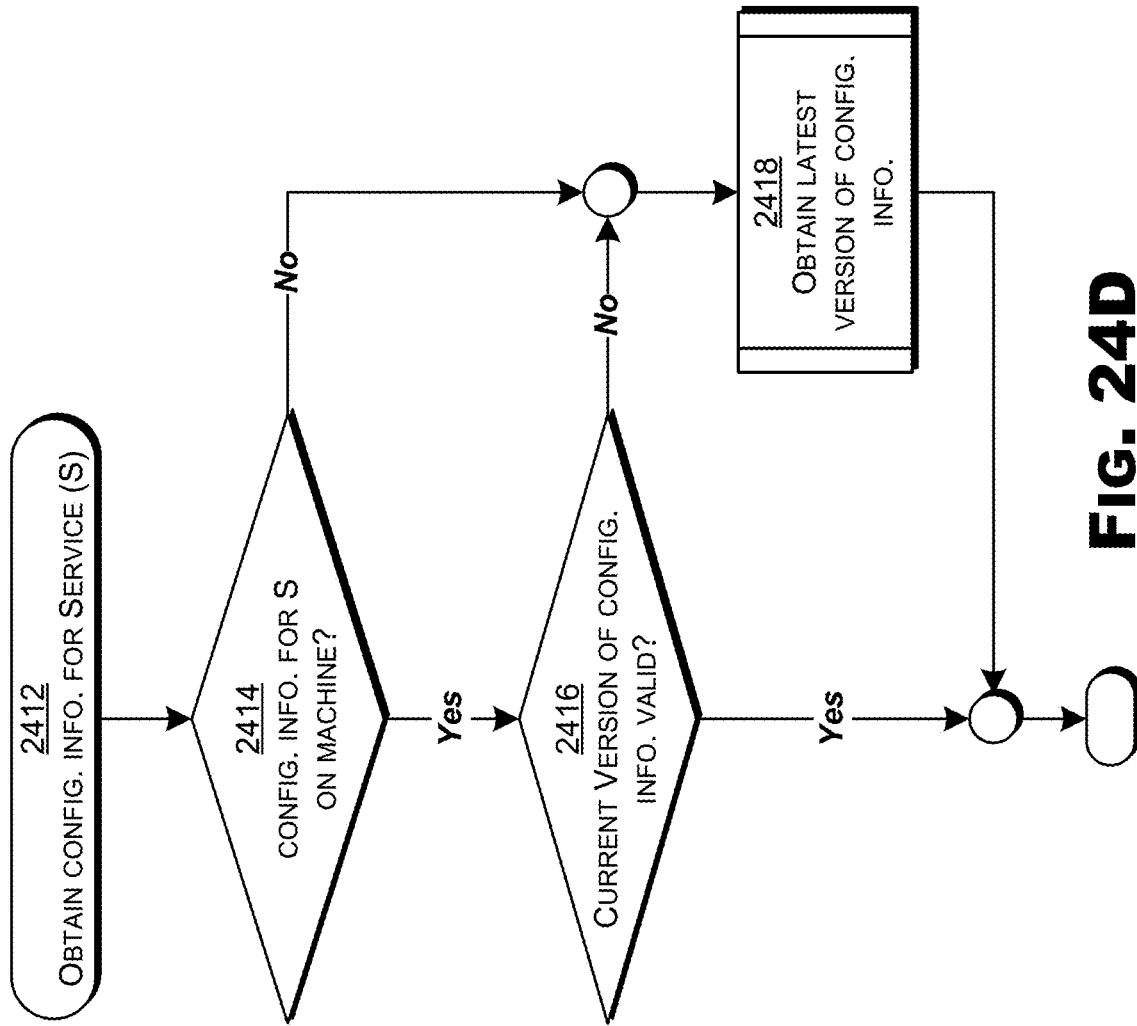 2412
OBTAIN CONFIG. INFO. FOR SERVICE (S)
2414
CONFIG. INFO. FOR S
ON MACHINE?
No
Yes
2416
CURRENT VERSION OF CONFIG.
INFO. VALID?
No
Yes
2418
OBTAIN LATEST
VERSION OF CONFIG.
INFO.
FIG. 24D